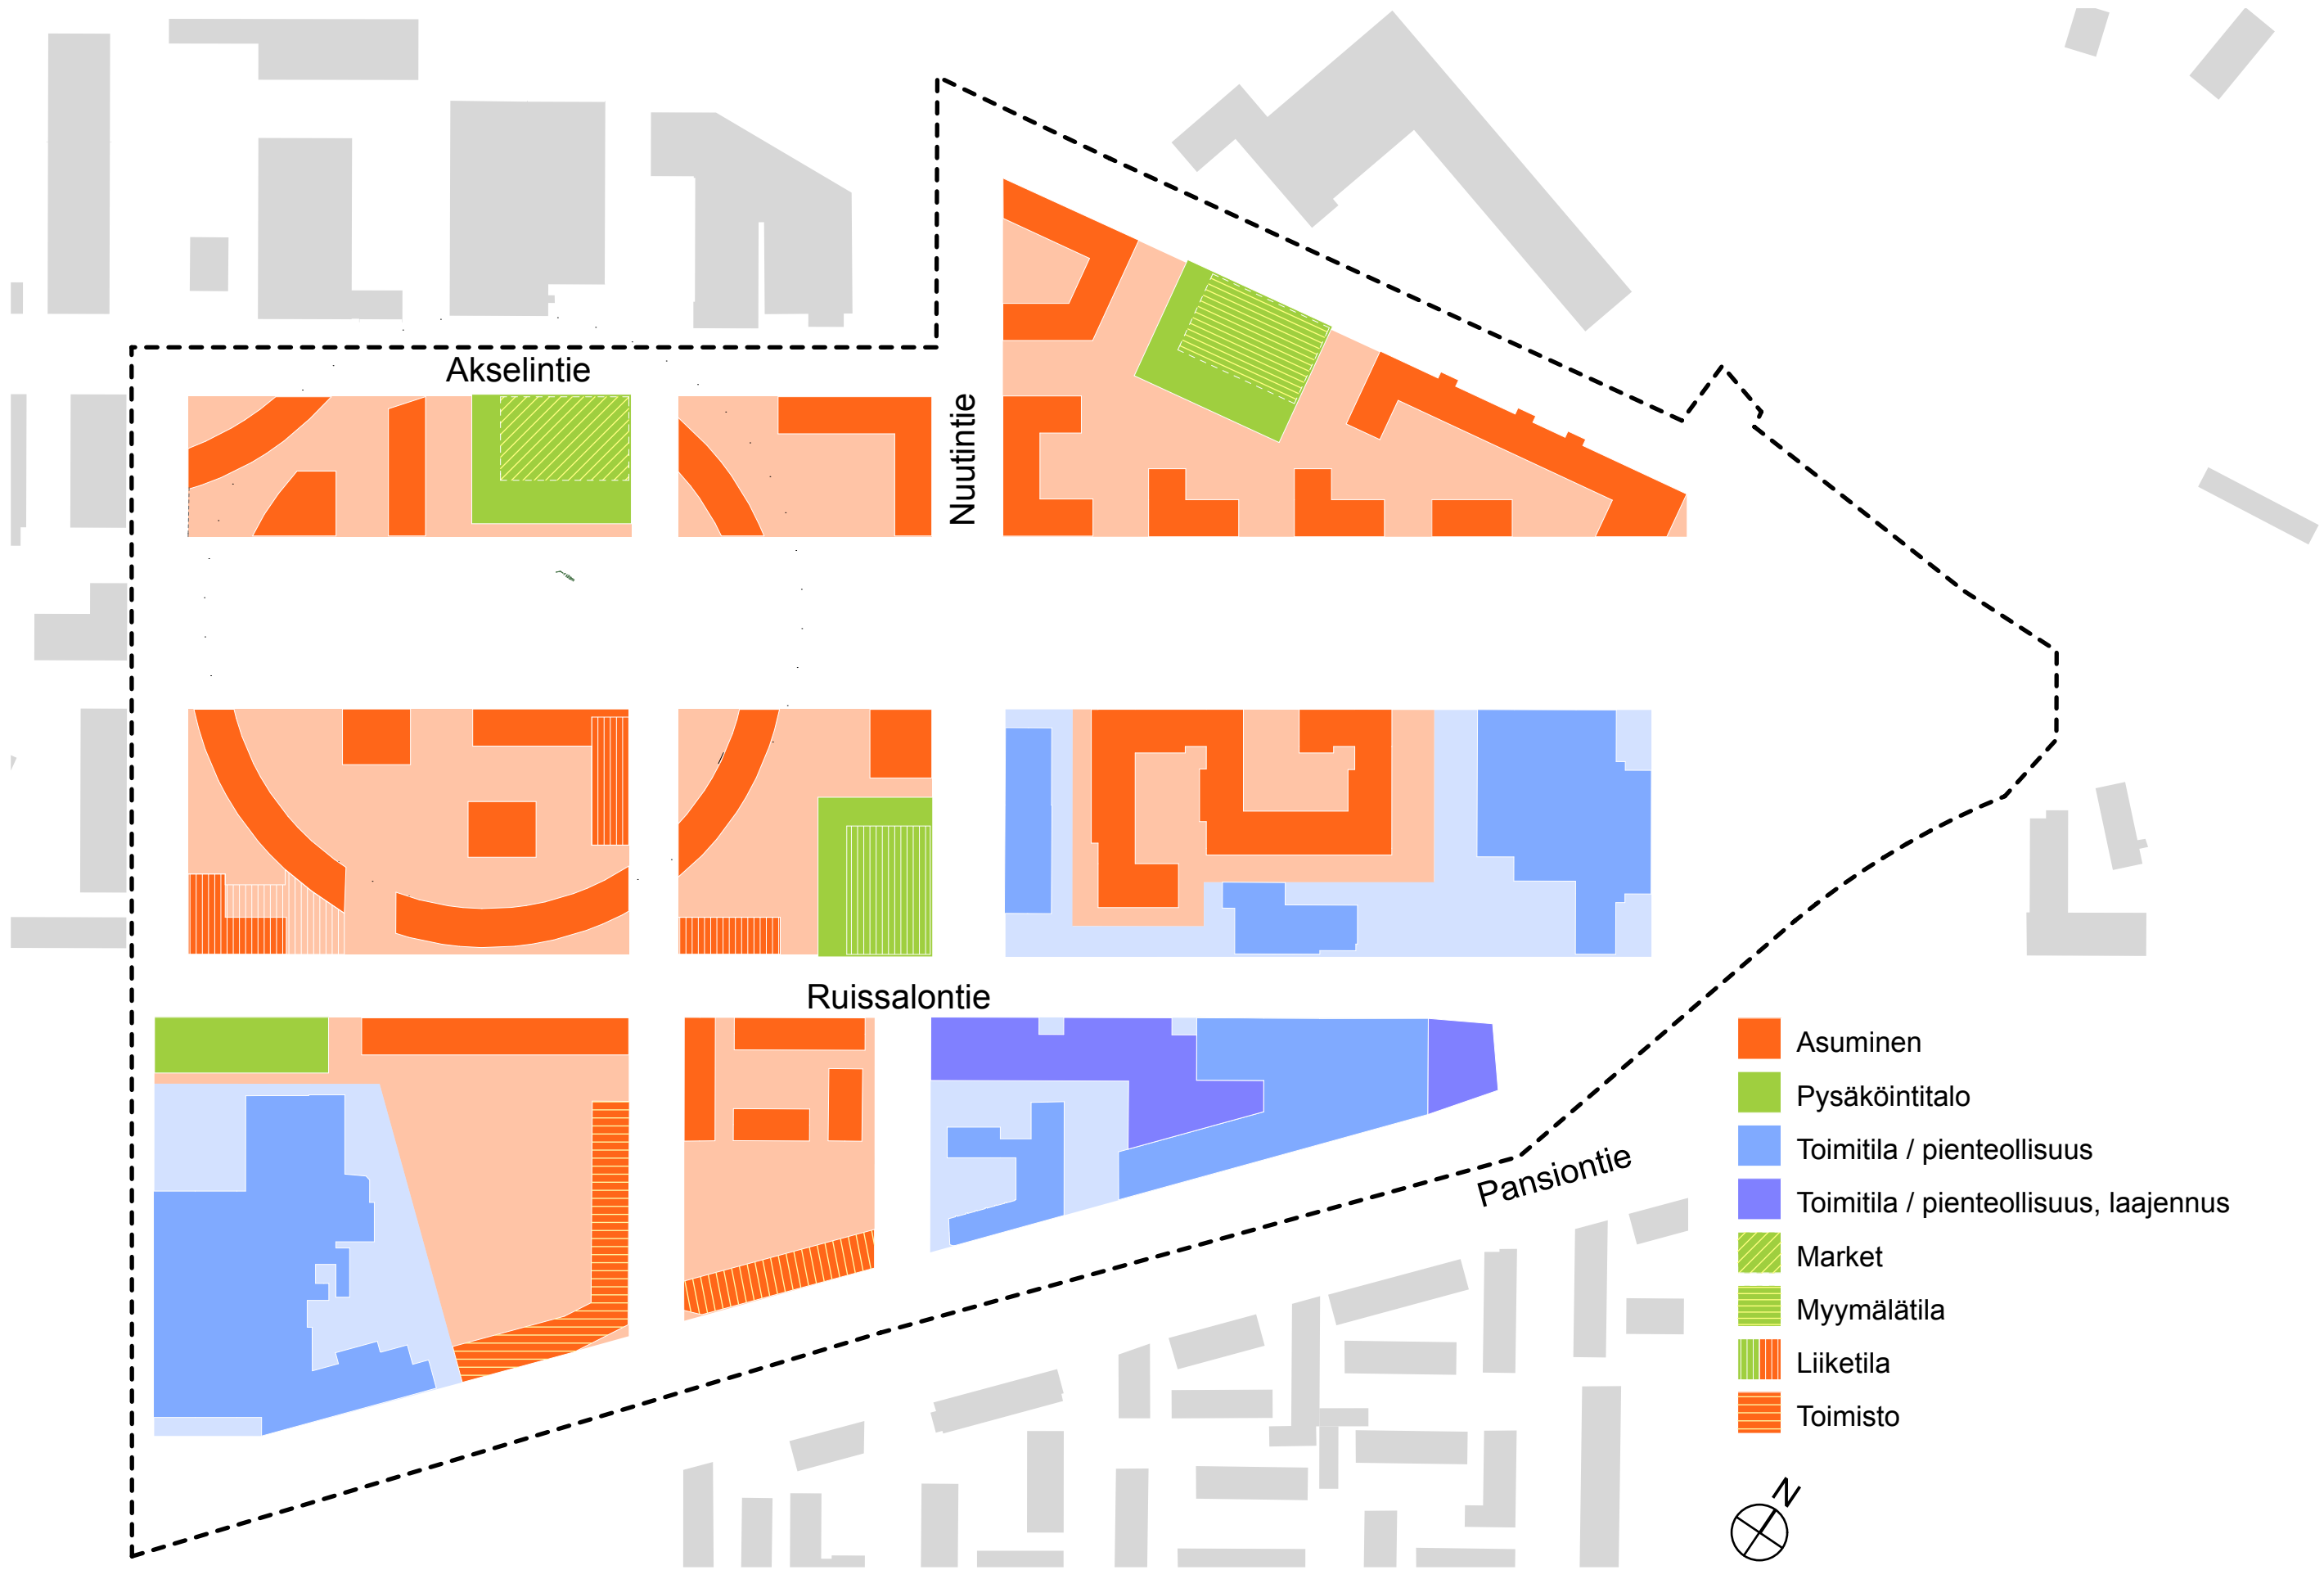 Akselintie
Nuutintie
Ruissalontie
Pansiontie
Asuminen
Pysäköintitalo
Toimitila / pienteollisuus
Toimitila / pienteollisuus, laajennus
Market
Myymälätila
Liiketila
Toimisto
N